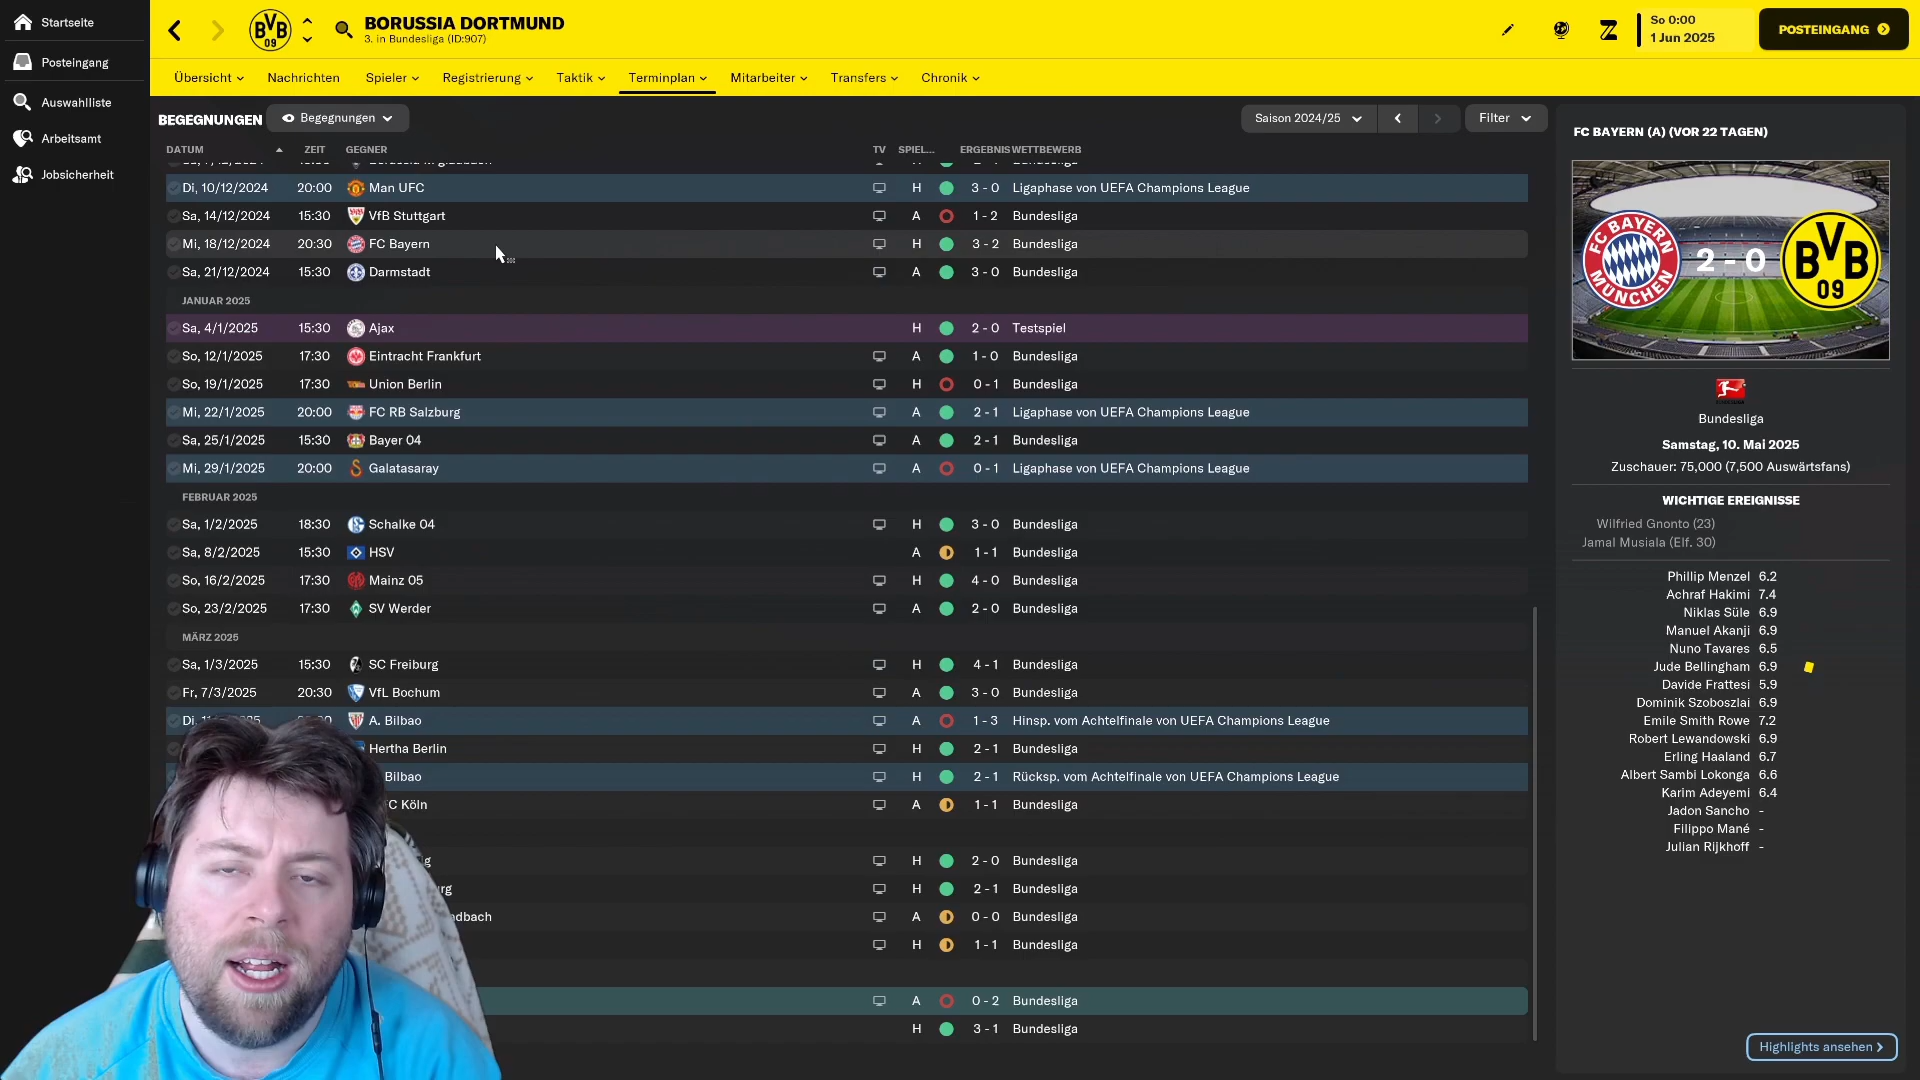 Startseite
Posteingang
Auswahlliste
Arbeitsamt
Jobsicherheit
BVB 09
BORUSSIA DORTMUND
3. in Bundesliga (ID:907)
So 0:00
1 Jun 2025
POSTEINGANG
Übersicht
Nachrichten
Spieler
Registrierung
Taktik
Terminplan
Mitarbeiter
Transfers
Chronik
BEGEGNUNGEN
Begegnungen
Saison 2024/25
Filter
DATUM ZEIT GEGNER TV SPIEL... ERGEBNIS WETTBEWERB
Di, 10/12/2024 20:00 Man UFC H 3 - 0 Ligaphase von UEFA Champions League
Sa, 14/12/2024 15:30 VfB Stuttgart A 1 - 2 Bundesliga
Mi, 18/12/2024 20:30 FC Bayern H 3 - 2 Bundesliga
Sa, 21/12/2024 15:30 Darmstadt A 3 - 0 Bundesliga
JANUAR 2025
Sa, 4/1/2025 15:30 Ajax H 2 - 0 Testspiel
So, 12/1/2025 17:30 Eintracht Frankfurt A 1 - 0 Bundesliga
So, 19/1/2025 17:30 Union Berlin H 0 - 1 Bundesliga
Mi, 22/1/2025 20:00 FC RB Salzburg A 2 - 1 Ligaphase von UEFA Champions League
Sa, 25/1/2025 15:30 Bayer 04 A 2 - 1 Bundesliga
Mi, 29/1/2025 20:00 Galatasaray A 0 - 1 Ligaphase von UEFA Champions League
FEBRUAR 2025
Sa, 1/2/2025 18:30 Schalke 04 H 3 - 0 Bundesliga
Sa, 8/2/2025 15:30 HSV A 1 - 1 Bundesliga
So, 16/2/2025 17:30 Mainz 05 H 4 - 0 Bundesliga
So, 23/2/2025 17:30 SV Werder A 2 - 0 Bundesliga
MÄRZ 2025
Sa, 1/3/2025 15:30 SC Freiburg H 4 - 1 Bundesliga
Fr, 7/3/2025 20:30 VfL Bochum A 3 - 0 Bundesliga
Di, A. Bilbao A 1 - 3 Hinsp. vom Achtelfinale von UEFA Champions League
Hertha Berlin H 2 - 1 Bundesliga
Bilbao H 2 - 1 Rücksp. vom Achtelfinale von UEFA Champions League
C Köln A 1 - 1 Bundesliga
g H 2 - 0 Bundesliga
rg H 2 - 1 Bundesliga
adbach A 0 - 0 Bundesliga
H 1 - 1 Bundesliga
A 0 - 2 Bundesliga
H 3 - 1 Bundesliga
FC BAYERN (A) (VOR 22 TAGEN)
FC BAYERN MÜNCHEN
2 - 0
BVB 09
Bundesliga
Samstag, 10. Mai 2025
Zuschauer: 75,000 (7,500 Auswärtsfans)
WICHTIGE EREIGNISSE
Wilfried Gnonto (23)
Jamal Musiala (Elf. 30)
Phillip Menzel 6.2
Achraf Hakimi 7.4
Niklas Süle 6.9
Manuel Akanji 6.9
Nuno Tavares 6.5
Jude Bellingham 6.9
Davide Frattesi 5.9
Dominik Szoboszlai 6.9
Emile Smith Rowe 7.2
Robert Lewandowski 6.9
Erling Haaland 6.7
Albert Sambi Lokonga 6.6
Karim Adeyemi 6.4
Jadon Sancho -
Filippo Mané -
Julian Rijkhoff -
Highlights ansehen